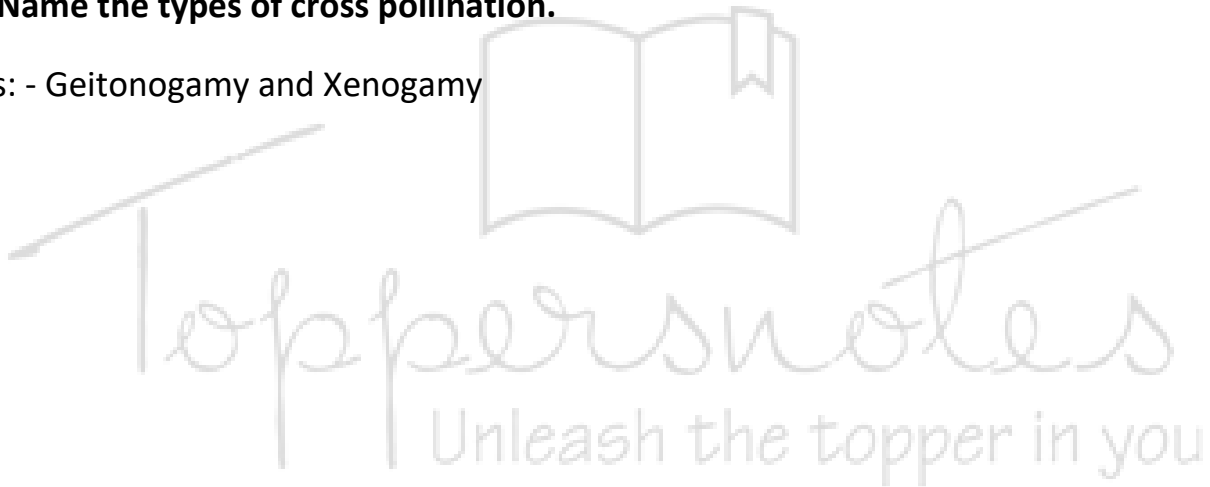 Name the types of cross pollination.
s: - Geitonogamy and Xenogamy
Toppersnotes
Unleash the topper in you